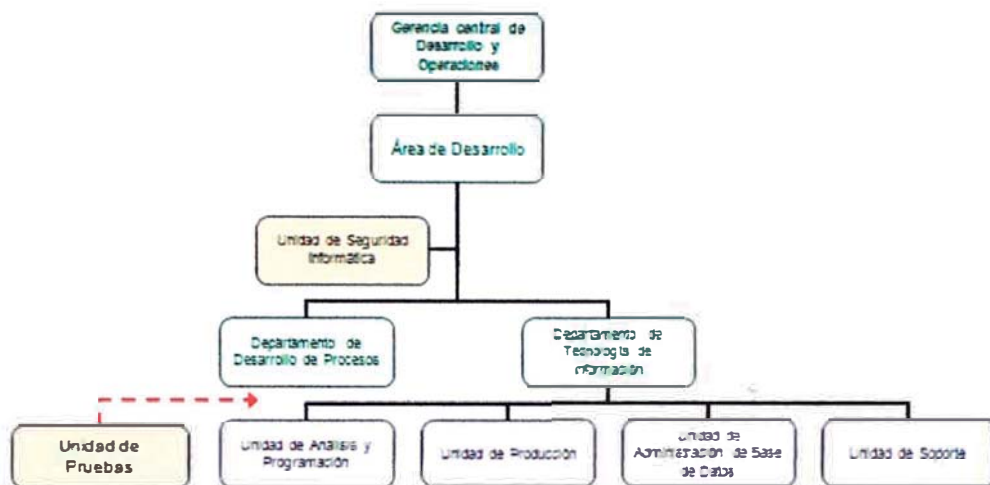 Gerencia central de
Desarrollo y
Operaciones
Área de Desarrollo
Unidad de Seguridad
Informática
Departamento de
Desarrollo de Procesos
Departamento de
Tecnología de
Información
Unidad de
Pruebas
Unidad de Análisis y
Programación
Unidad de Producción
Unidad de
Administración de Base
de Datos
Unidad de Soporte